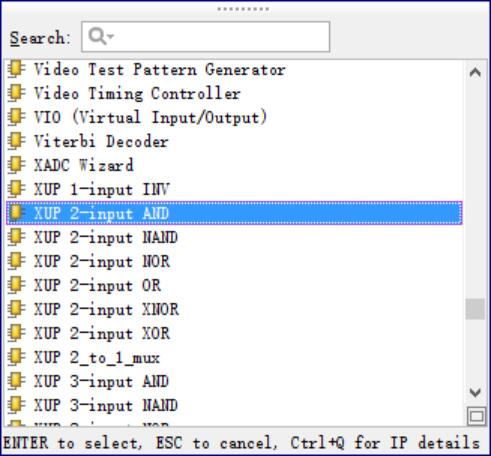 Search:
Video Test Pattern Generator
Video Timing Controller
VIO (Virtual Input/Output)
Viterbi Decoder
XADC Wizard
XUP 1-input INV
XUP 2-input AND
XUP 2-input NAND
XUP 2-input NOR
XUP 2-input OR
XUP 2-input XNOR
XUP 2-input XOR
XUP 2_to_1_mux
XUP 3-input AND
XUP 3-input NAND
ENTER to select, ESC to cancel, Ctrl+Q for IP details